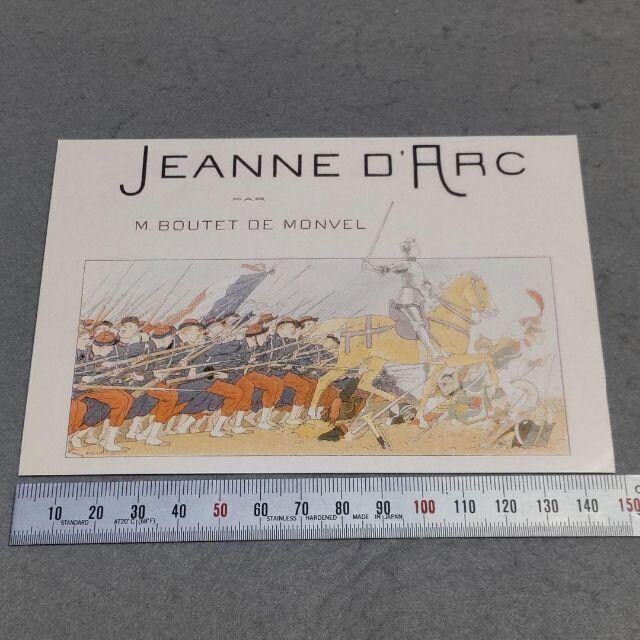 JEANNE D'ARC
PAR
M. BOUTET DE MONVEL
10 20 30 40 50 60 70 80 90 100 110 120 130 140 150
STANDARD AT20°C (68°F) STAINLESS HARDENED MADE IN JAPAN